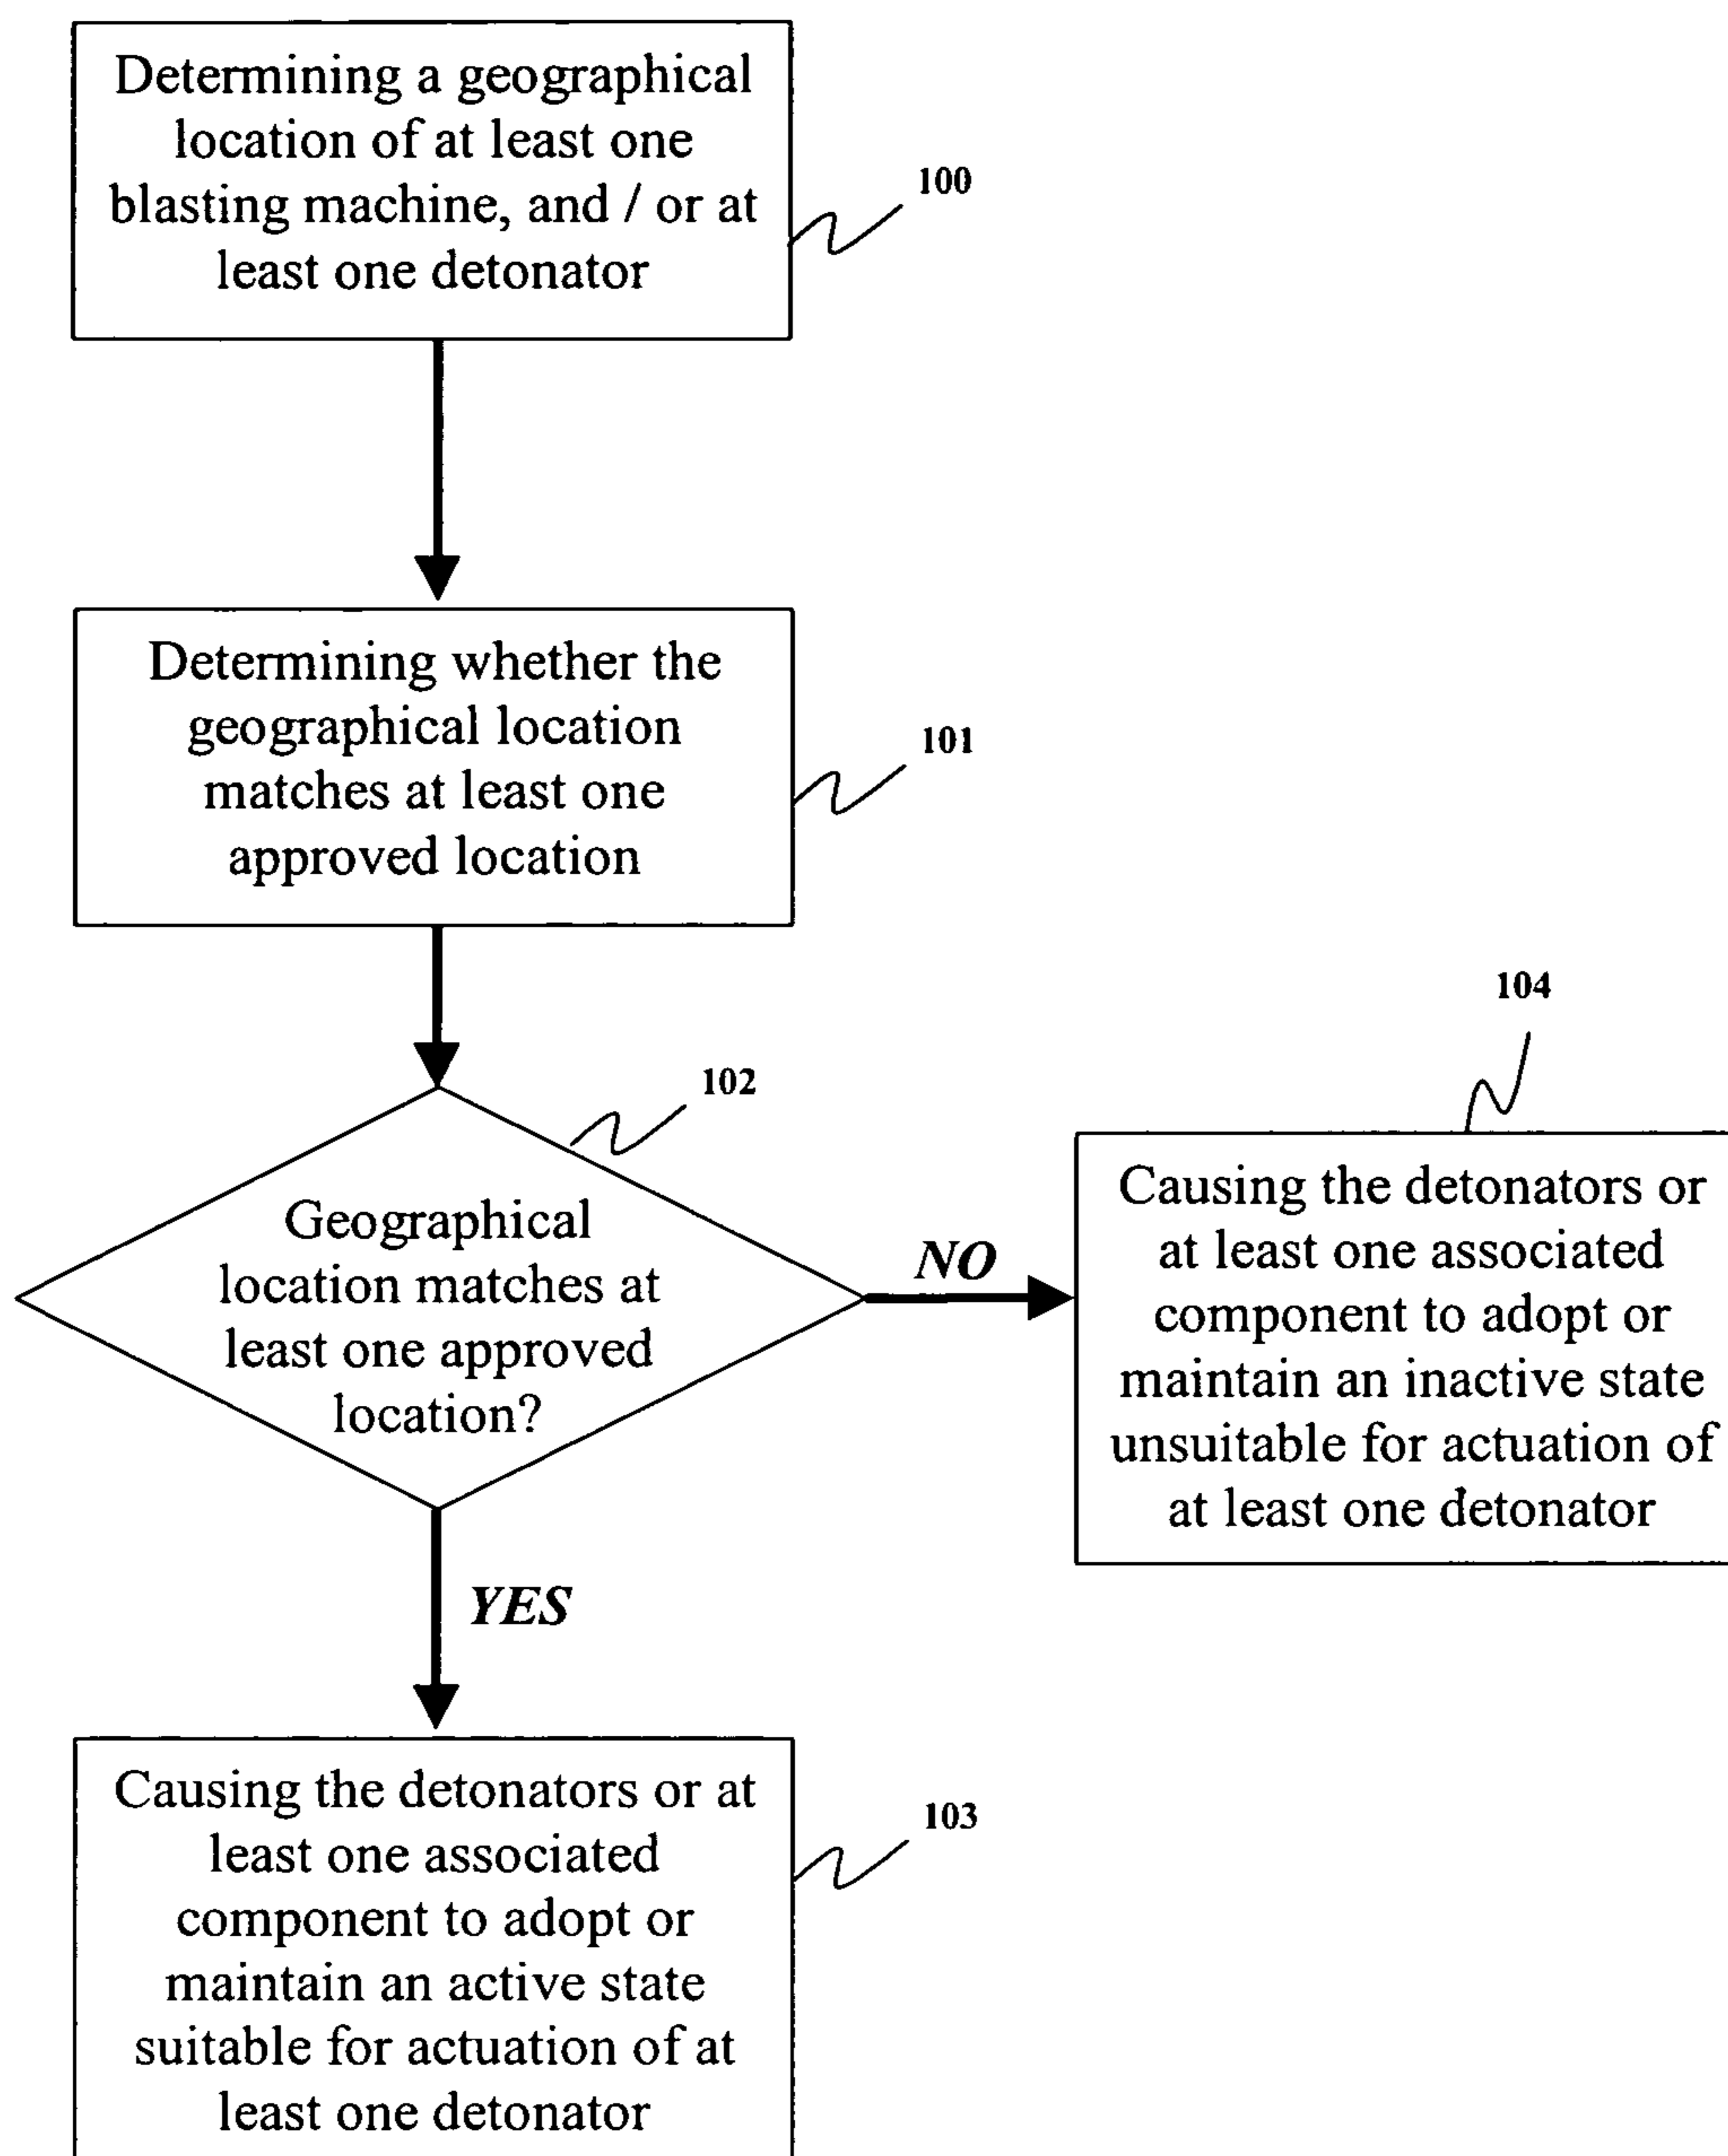 Determining a geographical
location of at least one
blasting machine, and / or at
least one detonator
100
Determining whether the
geographical location
matches at least one
approved location
101
102
Geographical
location matches at
least one approved
location?
NO
104
Causing the detonators or
at least one associated
component to adopt or
maintain an inactive state
unsuitable for actuation of
at least one detonator
YES
Causing the detonators or at
least one associated
component to adopt or
maintain an active state
suitable for actuation of at
least one detonator
103